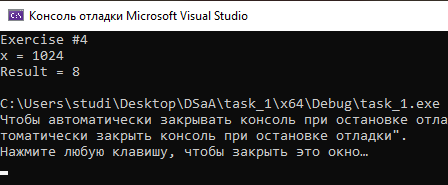 Консоль отладки Microsoft Visual Studio
Exercise #4
x = 1024
Result = 8
C:\Users\studi\Desktop\DSaA\task_1\x64\Debug\task_1.exe
Чтобы автоматически закрывать консоль при остановке отла
томатически закрыть консоль при остановке отладки".
Нажмите любую клавишу, чтобы закрыть это окно…